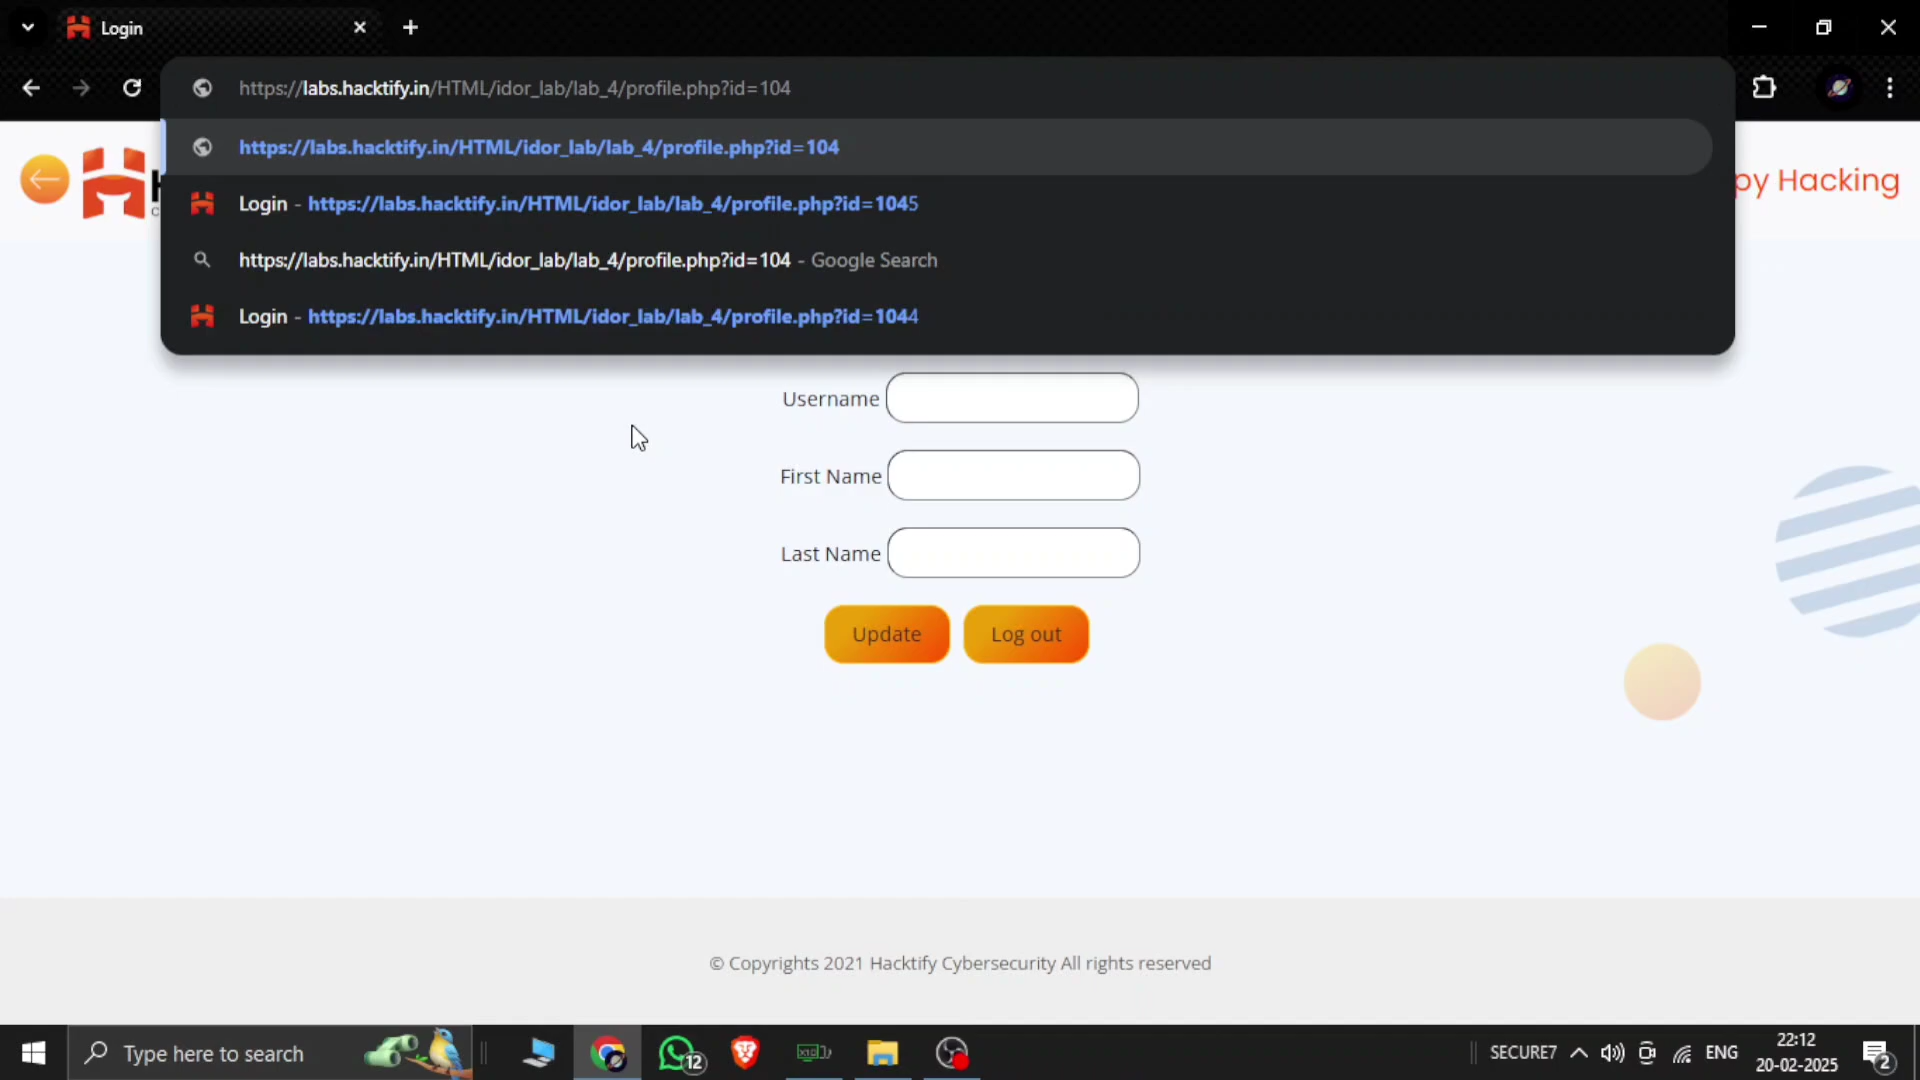 Login
https://labs.hacktify.in/HTML/idor_lab/lab_4/profile.php?id=104
https://labs.hacktify.in/HTML/idor_lab/lab_4/profile.php?id=104
Login - https://labs.hacktify.in/HTML/idor_lab/lab_4/profile.php?id=1045
https://labs.hacktify.in/HTML/idor_lab/lab_4/profile.php?id=104 - Google Search
Login - https://labs.hacktify.in/HTML/idor_lab/lab_4/profile.php?id=1044
py Hacking
Username
First Name
Last Name
Update Log out
© Copyrights 2021 Hacktify Cybersecurity All rights reserved
Type here to search
12
SECURE7
ENG
22:12
20-02-2025
2